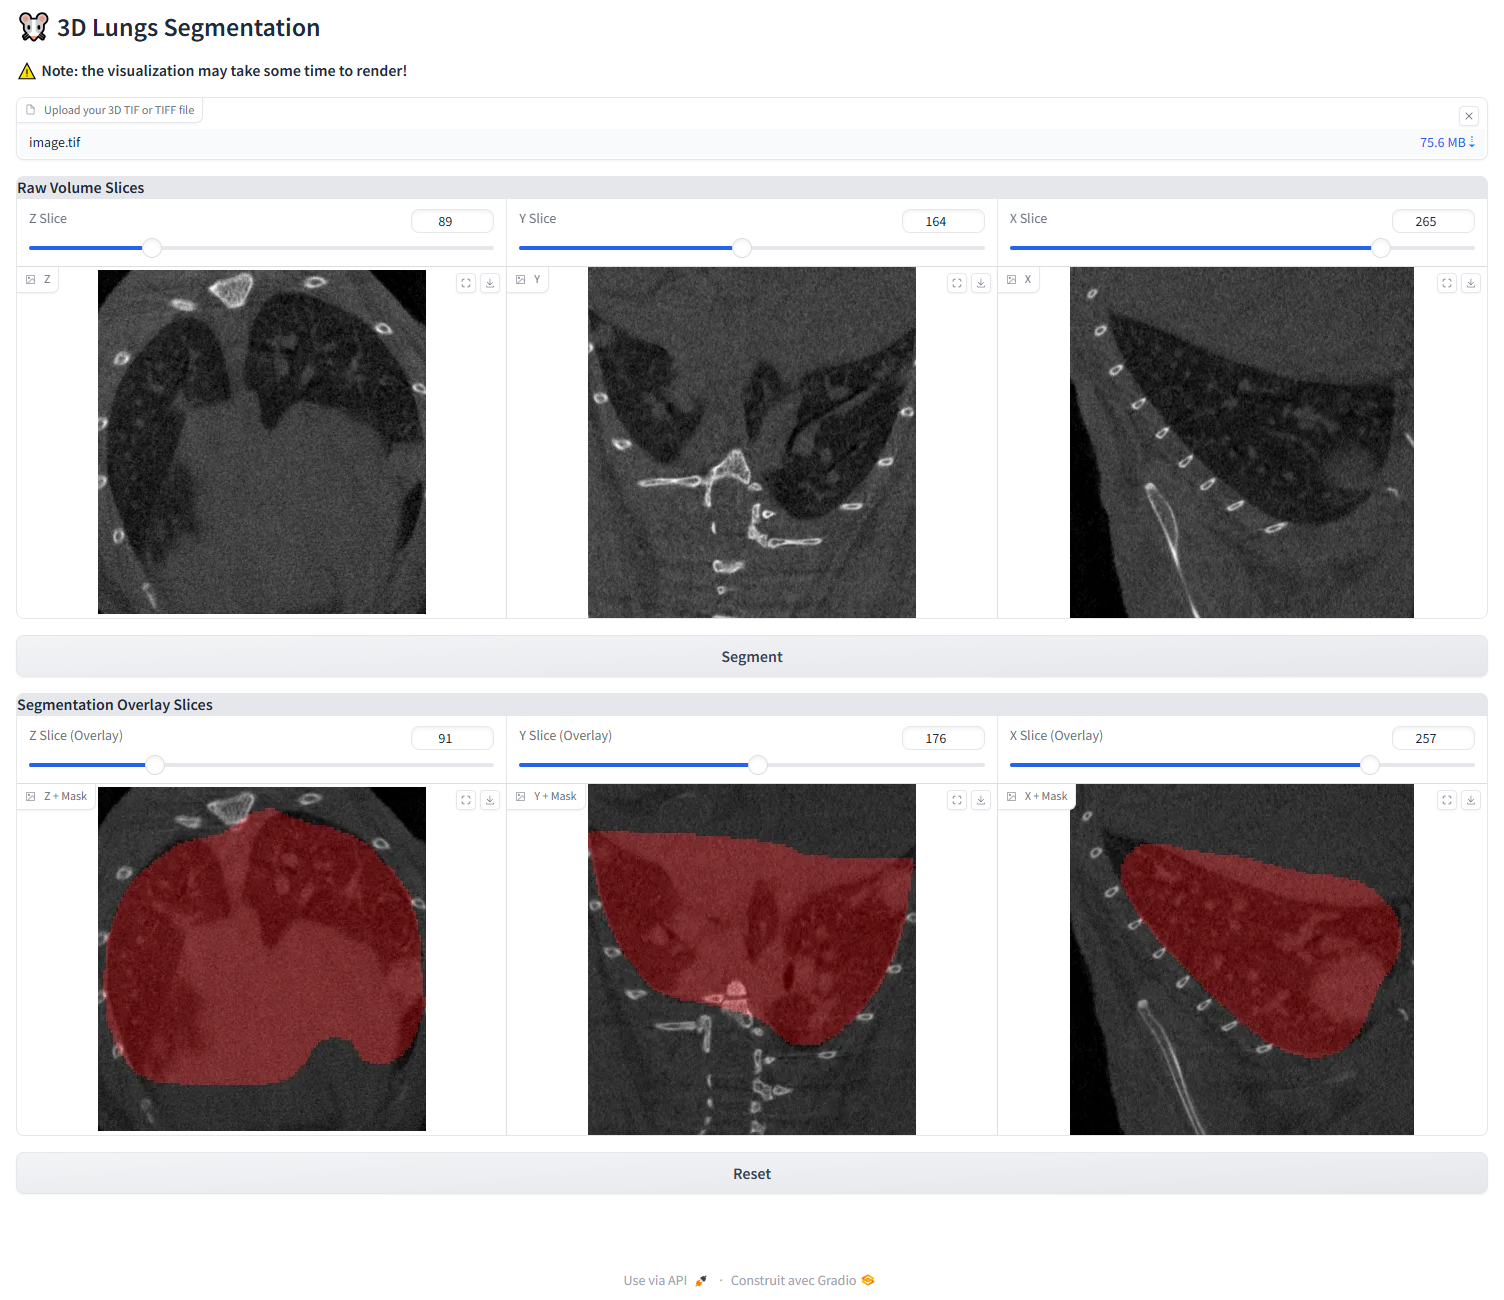 3D Lungs Segmentation
Note: the visualization may take some time to render!
Upload your 3D TIF or TIFF file
image.tif 75.6 MB ⇣
Raw Volume Slices
Z Slice 89 Y Slice 164 X Slice 265
Z Y X
Segment
Segmentation Overlay Slices
Z Slice (Overlay) 91 Y Slice (Overlay) 176 X Slice (Overlay) 257
Z + Mask Y + Mask X + Mask
Reset
Use via API · Construit avec Gradio